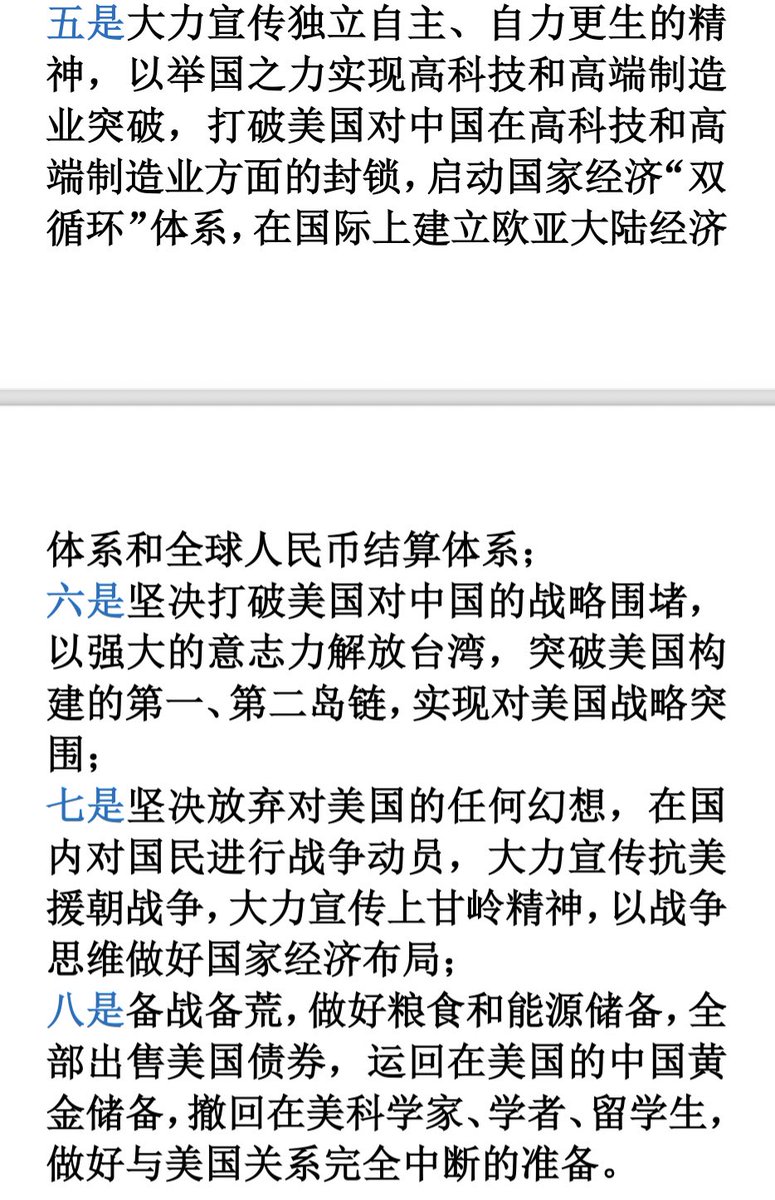 五是大力宣传独立自主、自力更生的精
神，以举国之力实现高科技和高端制造
业突破，打破美国对中国在高科技和高
端制造业方面的封锁，启动国家经济“双
循环”体系，在国际上建立欧亚大陆经济
体系和全球人民币结算体系；
六是坚决打破美国对中国的战略围堵，
以强大的意志力解放台湾，突破美国构
建的第一、第二岛链，实现对美国战略突
围；
七是坚决放弃对美国的任何幻想，在国
内对国民进行战争动员，大力宣传抗美
援朝战争，大力宣传上甘岭精神，以战争
思维做好国家经济布局；
八是备战备荒，做好粮食和能源储备，全
部出售美国债券，运回在美国的中国黄
金储备，撤回在美科学家、学者、留学生，
做好与美国关系完全中断的准备。